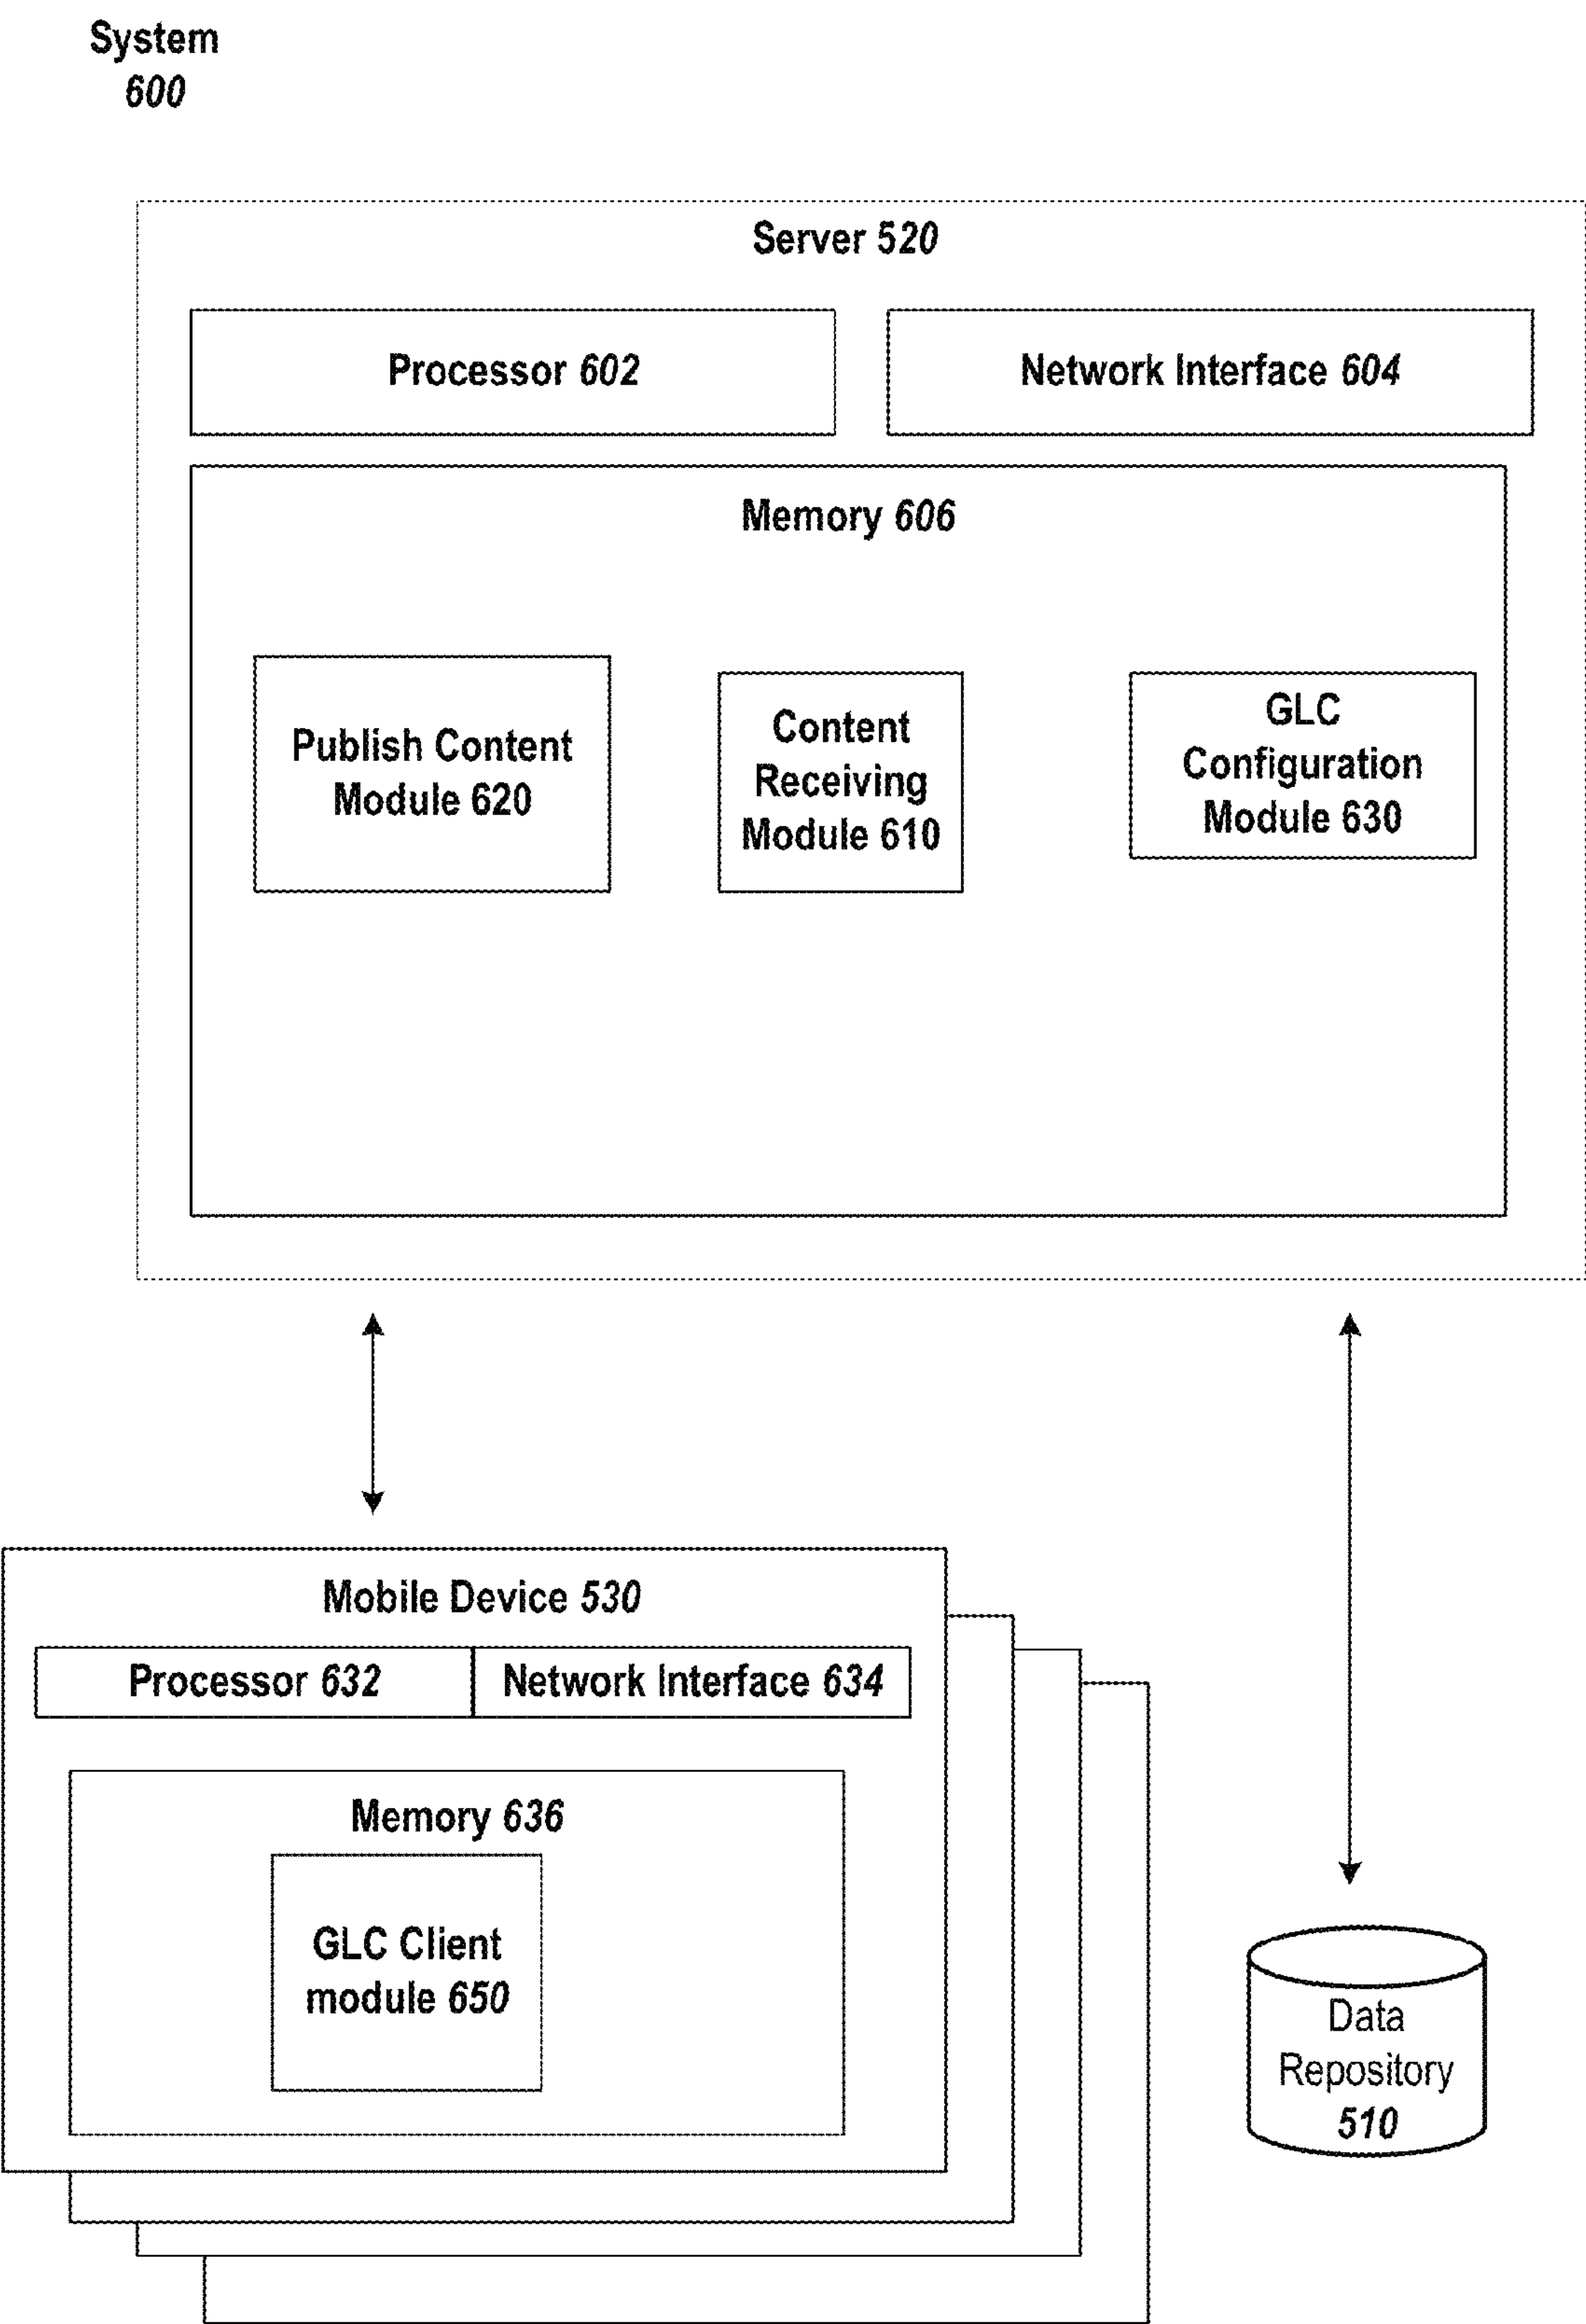 System
600
Server 520
Processor 602
Network Interface 604
Memory 606
Publish Content
Module 620
Content
Receiving
Module 610
GLC
Configuration
Module 630
Mobile Device 530
Processor 632
Network Interface 634
Memory 636
GLC Client
module 650
Data
Repository
510